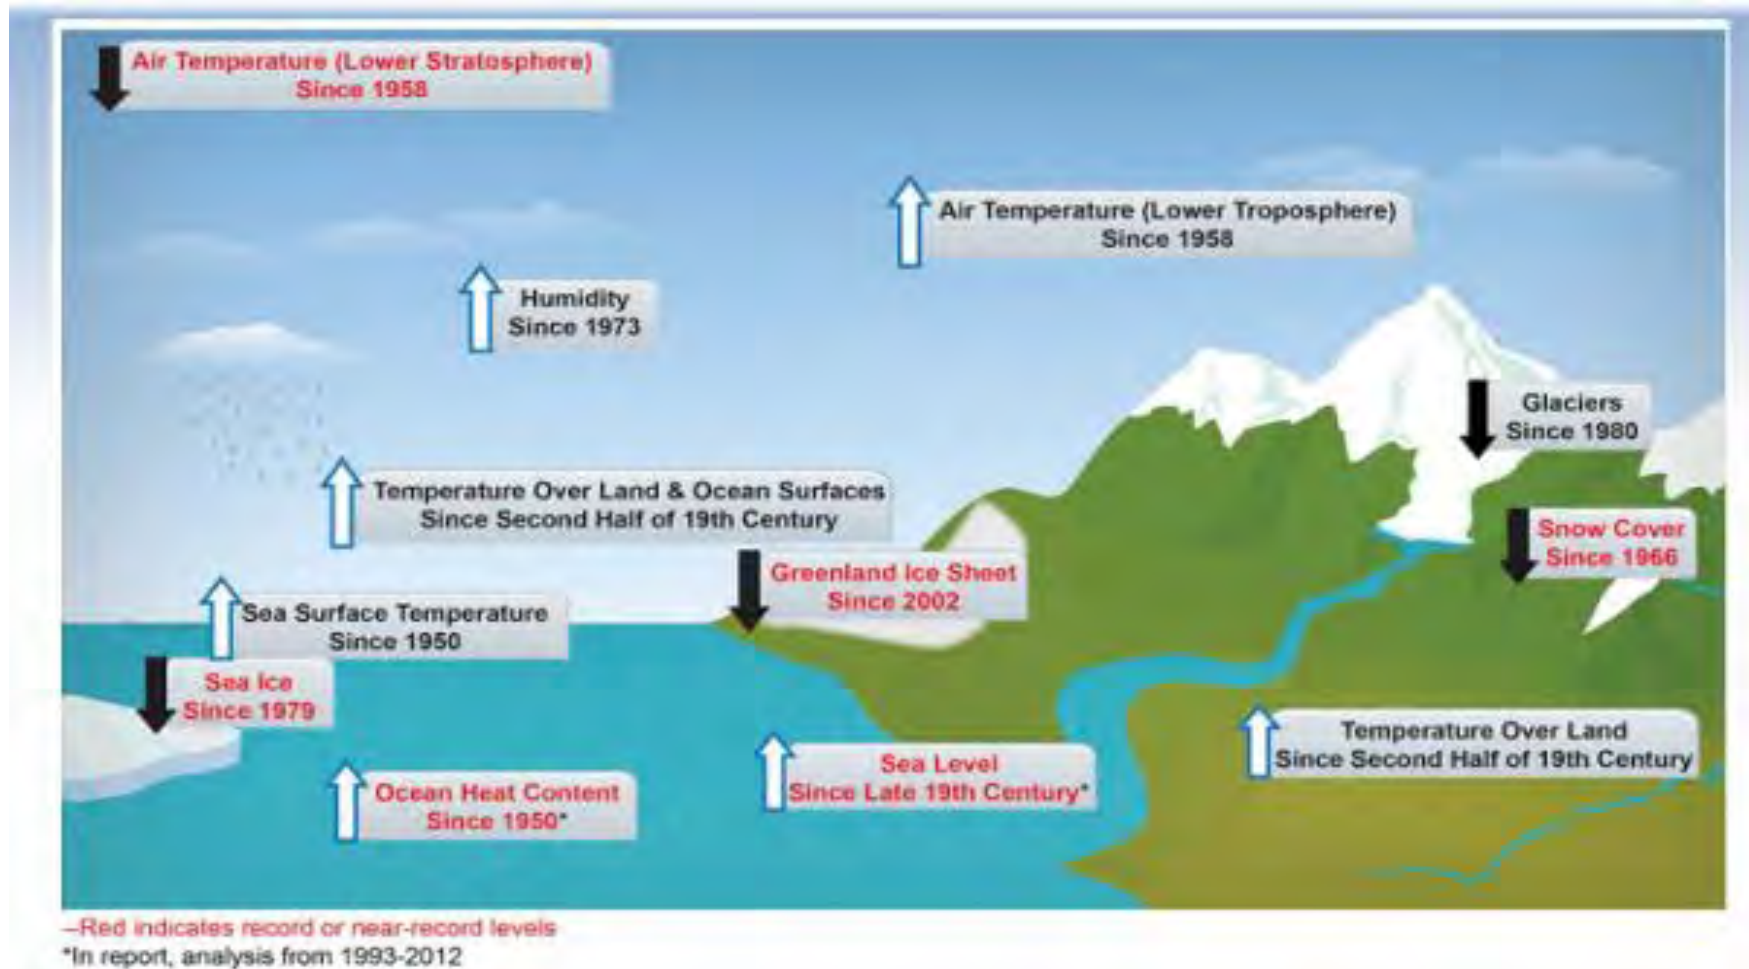 Air Temperature (Lower Stratosphere)
Since 1958
Air Temperature (Lower Troposphere)
Since 1958
Humidity
Since 1973
Glaciers
Since 1980
Temperature Over Land & Ocean Surfaces
Since Second Half of 19th Century
Snow Cover
Since 1966
Greenland Ice Sheet
Since 2002
Sea Surface Temperature
Since 1950
Sea Ice
Since 1979
Temperature Over Land
Since Second Half of 19th Century
Sea Level
Since Late 19th Century*
Ocean Heat Content
Since 1950*
–Red indicates record or near-record levels
*In report, analysis from 1993-2012